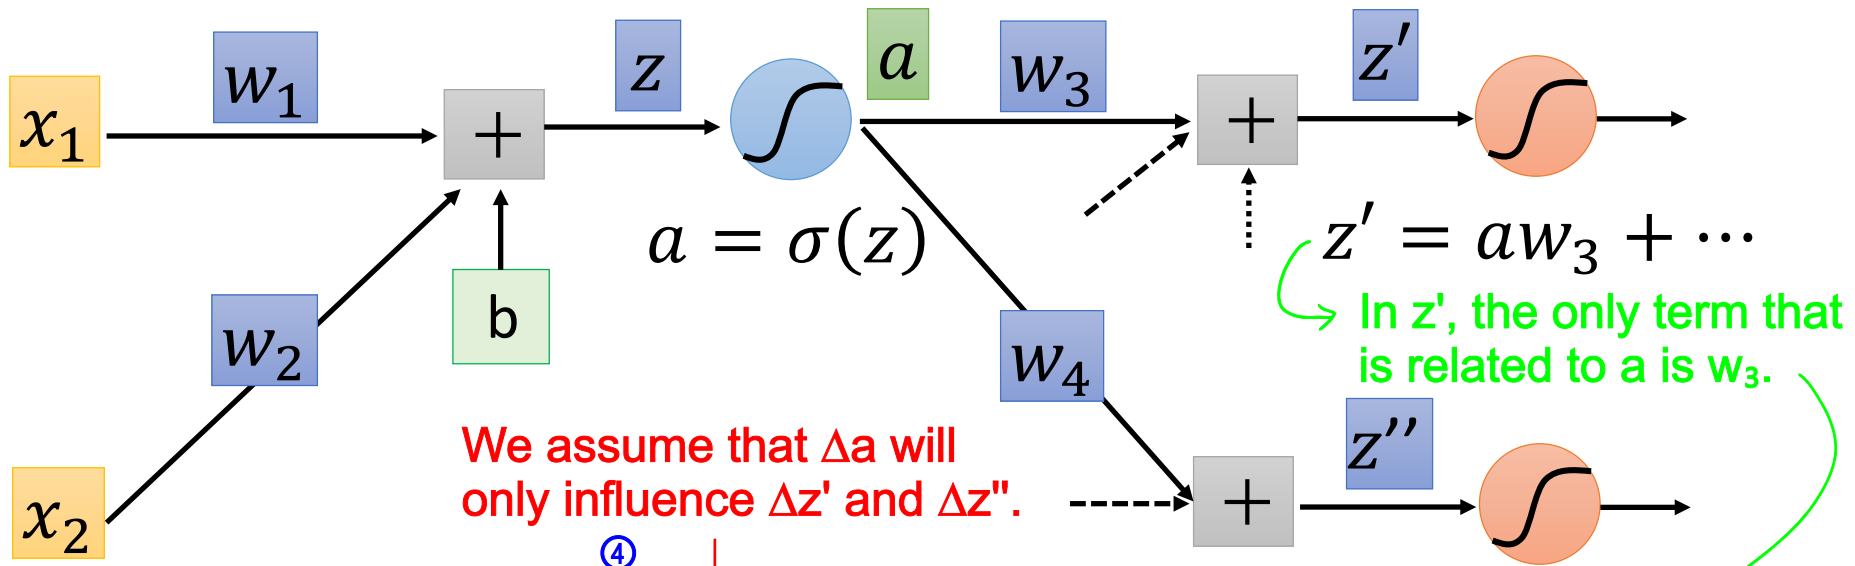 x₁
w₁
+
z
a
w₃
+
z′
a = σ(z)
z′ = aw₃ + ⋯
b
w₂
In z', the only term that
is related to a is w₃.
w₄
We assume that Δa will
only influence Δz' and Δz".
x₂
+
z′′
④